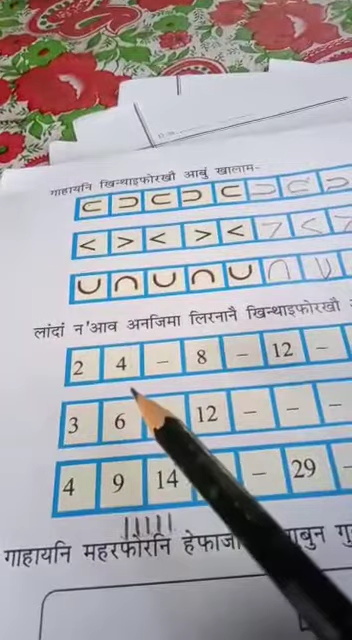 गाहायनि खिन्थाइफोरखौ आबुं खालाम-
⊂ ⊃ ⊂ ⊃ ⊂ ⊃ ⊂ ⊃
< > < > < > <
∪ ∩ ∪ ∩ ∪ ∩ ∪
लांदां न'आव अनजिमा लिरनानै खिन्थाइफोरखौ
2 4 – 8 – 12 –
3 6 12 – – –
4 9 14 – 29 –
गाहायनि महरफोरनि